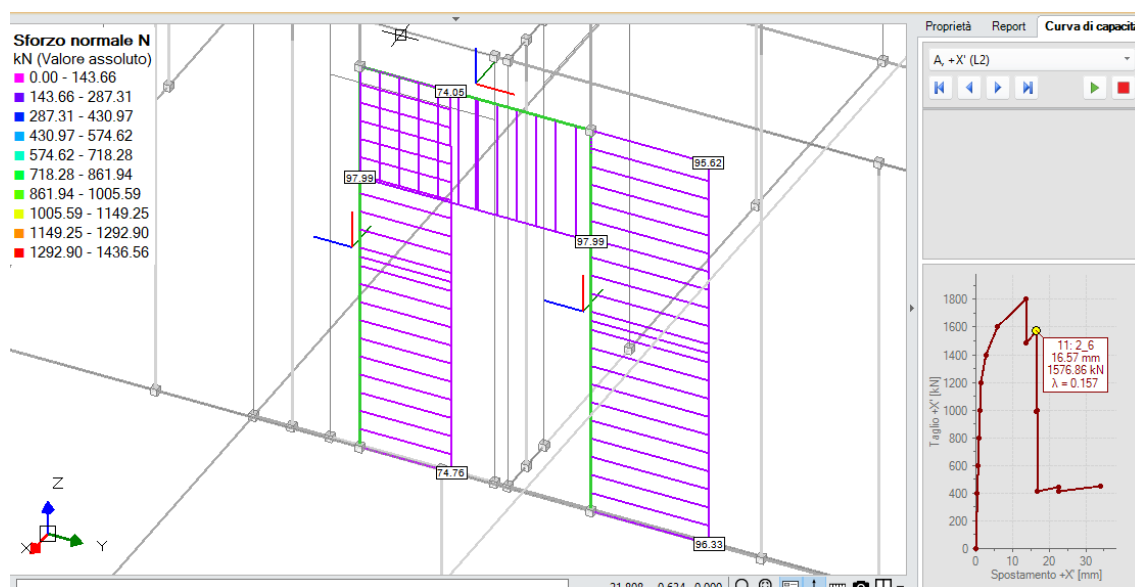 Sforzo normale N
kN (Valore assoluto)
0.00 - 143.66
143.66 - 287.31
287.31 - 430.97
430.97 - 574.62
574.62 - 718.28
718.28 - 861.94
861.94 - 1005.59
1005.59 - 1149.25
1149.25 - 1292.90
1292.90 - 1436.56
74.05
95.62
97.99
97.99
74.76
96.33
Z
X
Y
Proprietà Report Curva di capacità
A, +X' (L2)
Taglio +X' [kN]
1800
1600
1400
1200
1000
800
600
400
200
0
11: 2_6
16.57 mm
1576.86 kN
λ = 0.157
0 10 20 30
Spostamento +X' [mm]